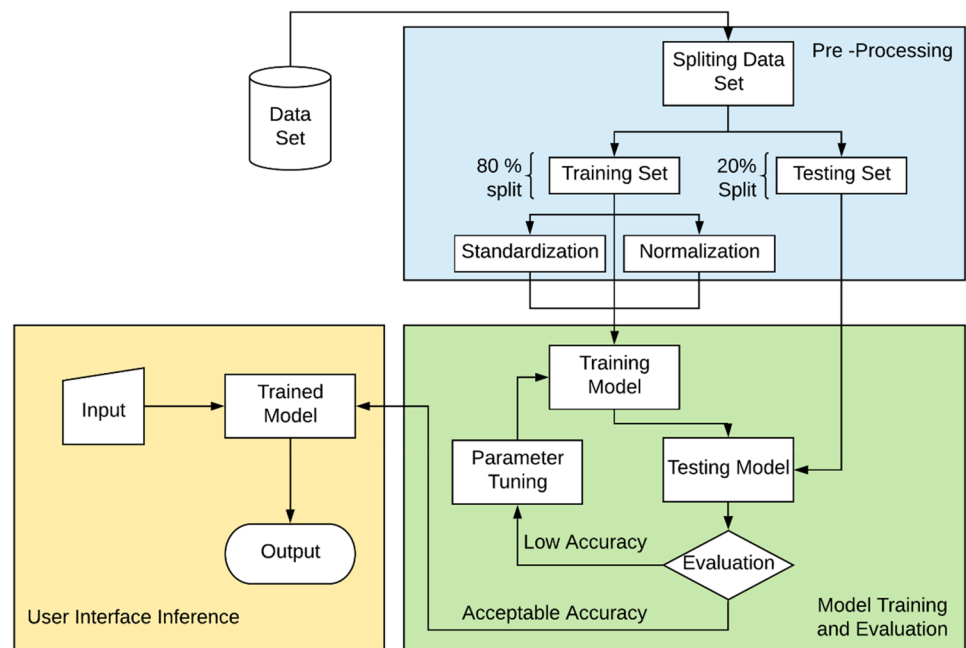 Pre -Processing
Spliting Data
Set
Data
Set
80 %
split
Training Set
20%
Split
Testing Set
Standardization
Normalization
Training
Model
Input
Trained
Model
Parameter
Tuning
Testing Model
Low Accuracy
Evaluation
Output
Acceptable Accuracy
User Interface Inference
Model Training
and Evaluation